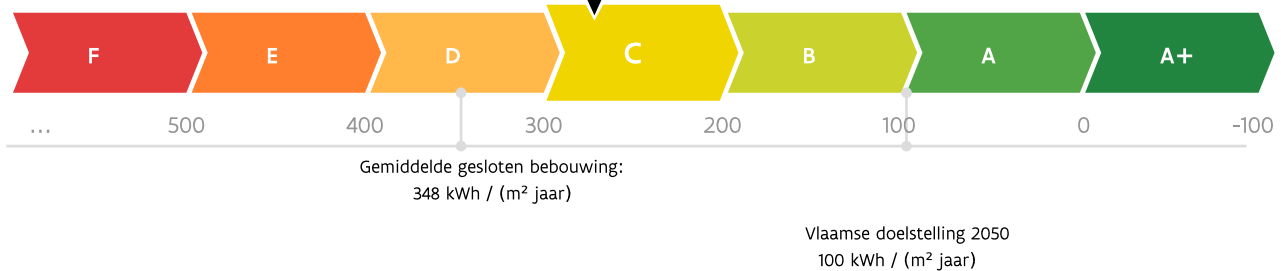 F E D C B A A+
... 500 400 300 200 100 0 -100
Gemiddelde gesloten bebouwing:
348 kWh / (m² jaar)
Vlaamse doelstelling 2050
100 kWh / (m² jaar)